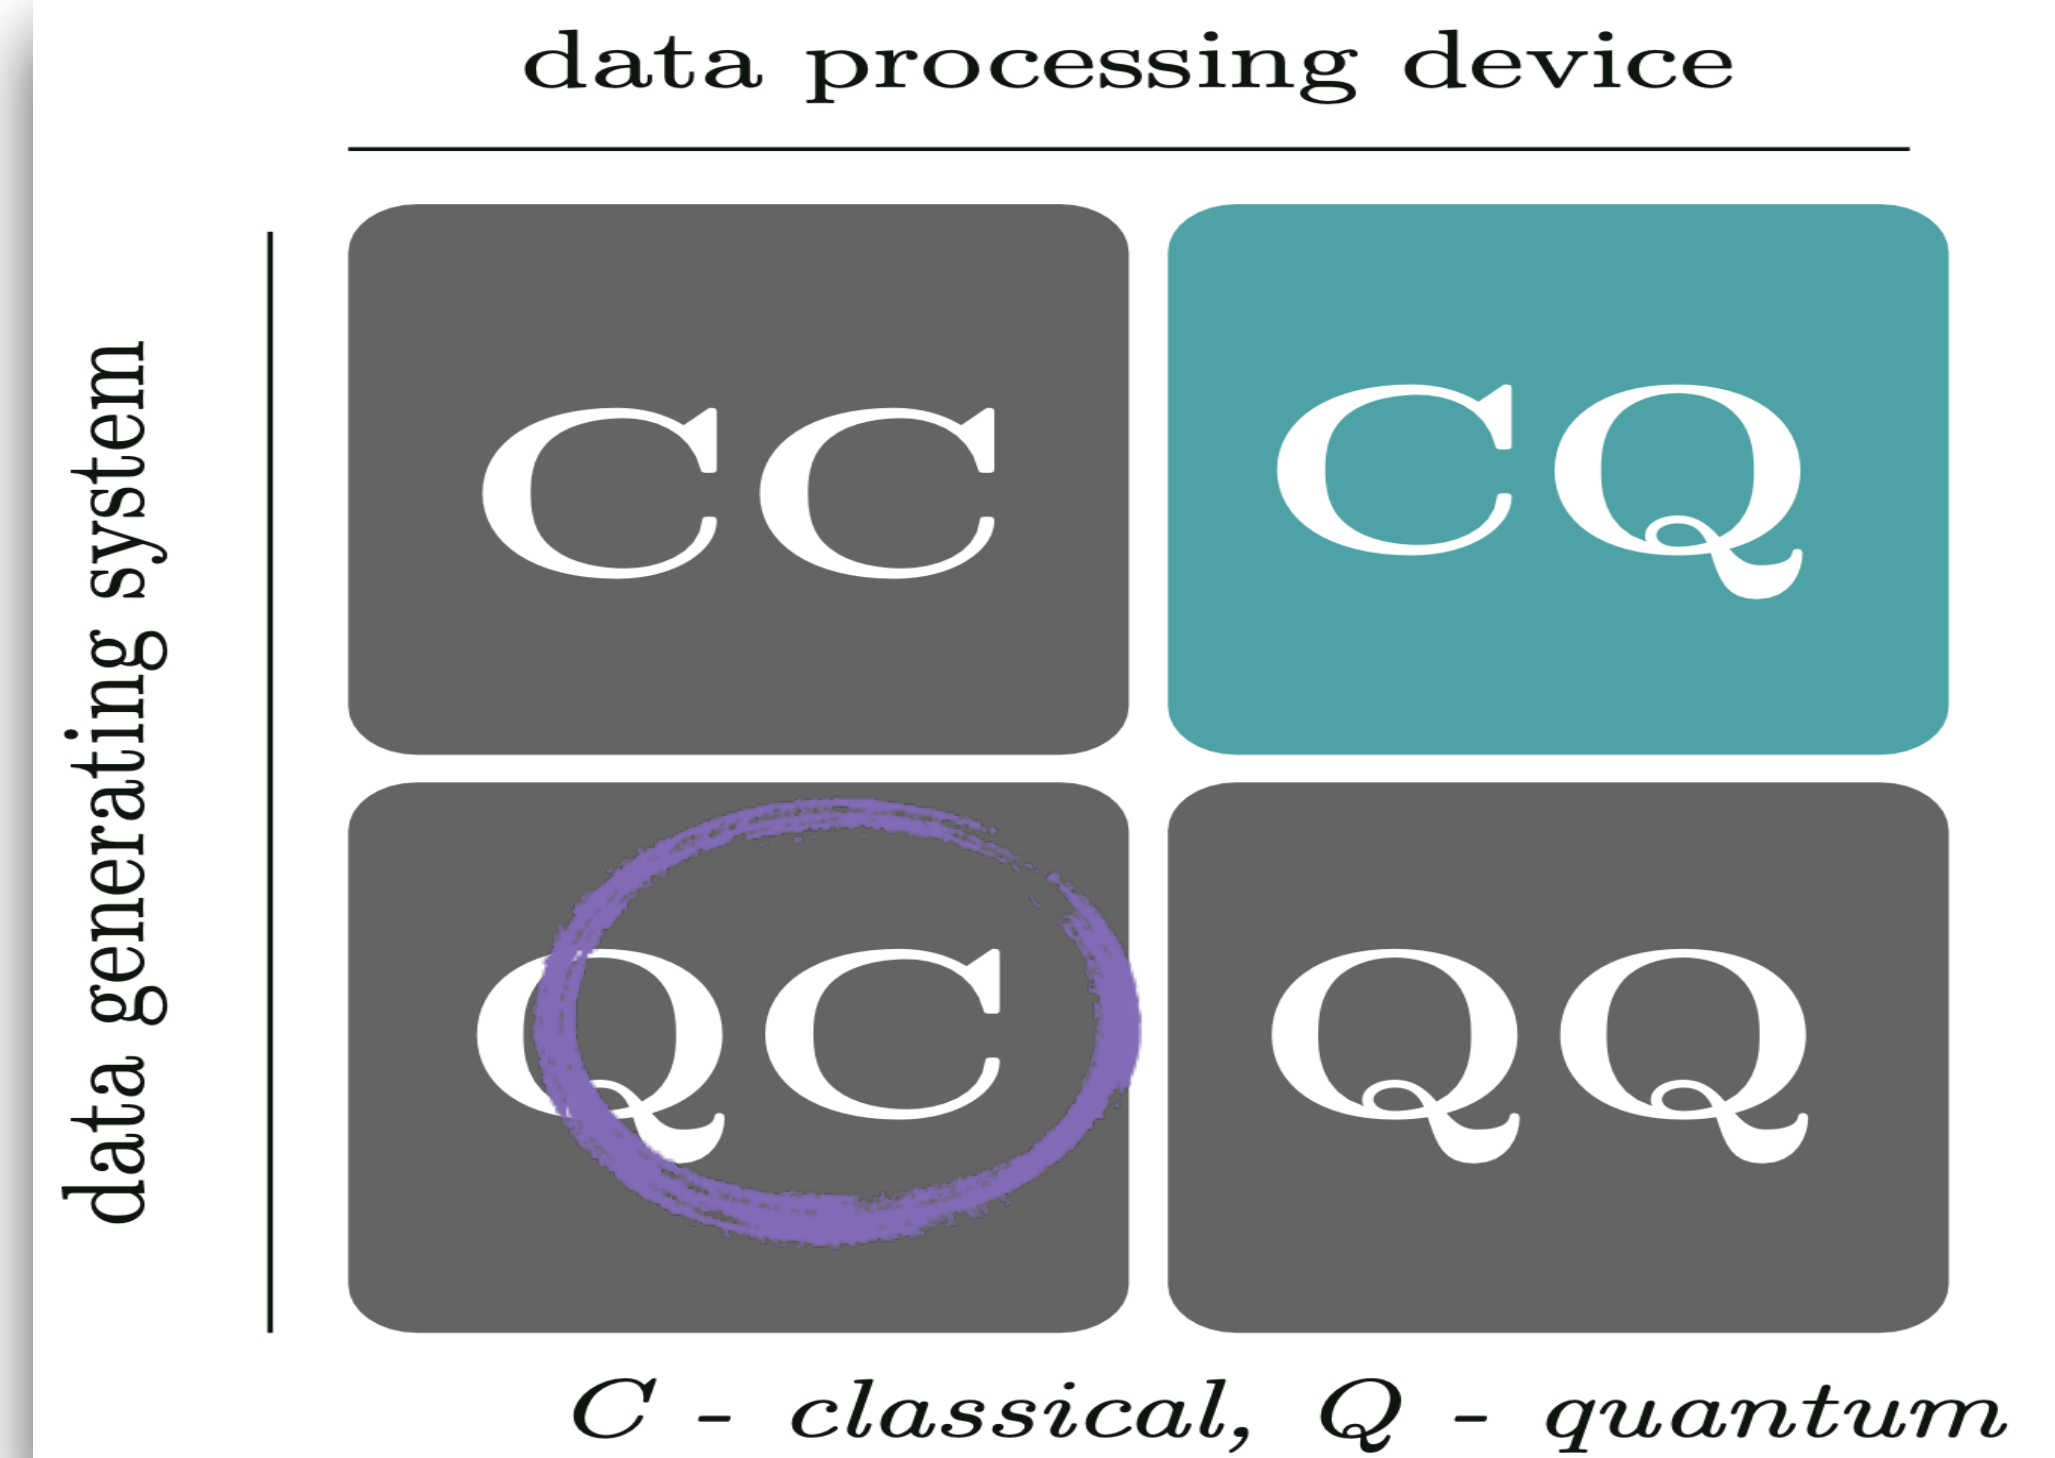 data processing device
data generating system
CC
CQ
QC
QQ
C - classical, Q - quantum